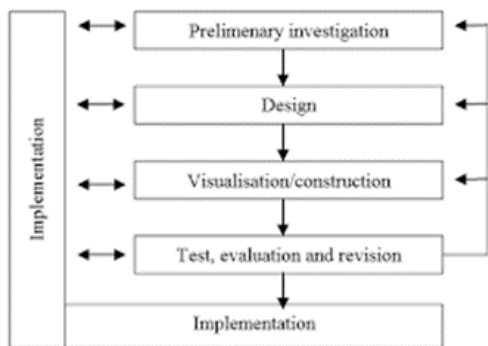 Prelimenary investigation
Design
Visualisation/construction
Test, evaluation and revision
Implementation
Implementation